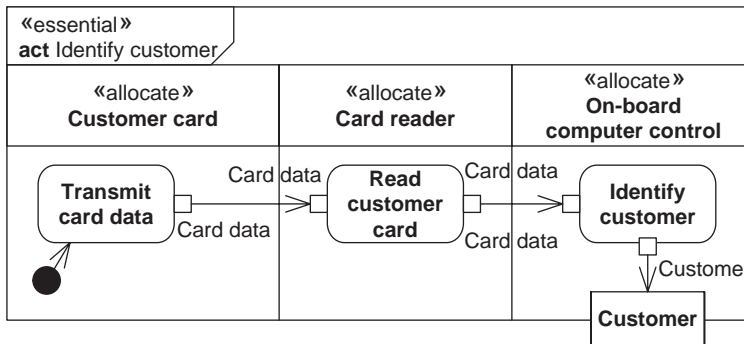 «essential»
act Identify customer
«allocate»
Customer card
«allocate»
Card reader
«allocate»
On-board
computer control
Transmit
card data
Card data
Card data
Read
customer
card
Card data
Card data
Identify
customer
Custome
Customer